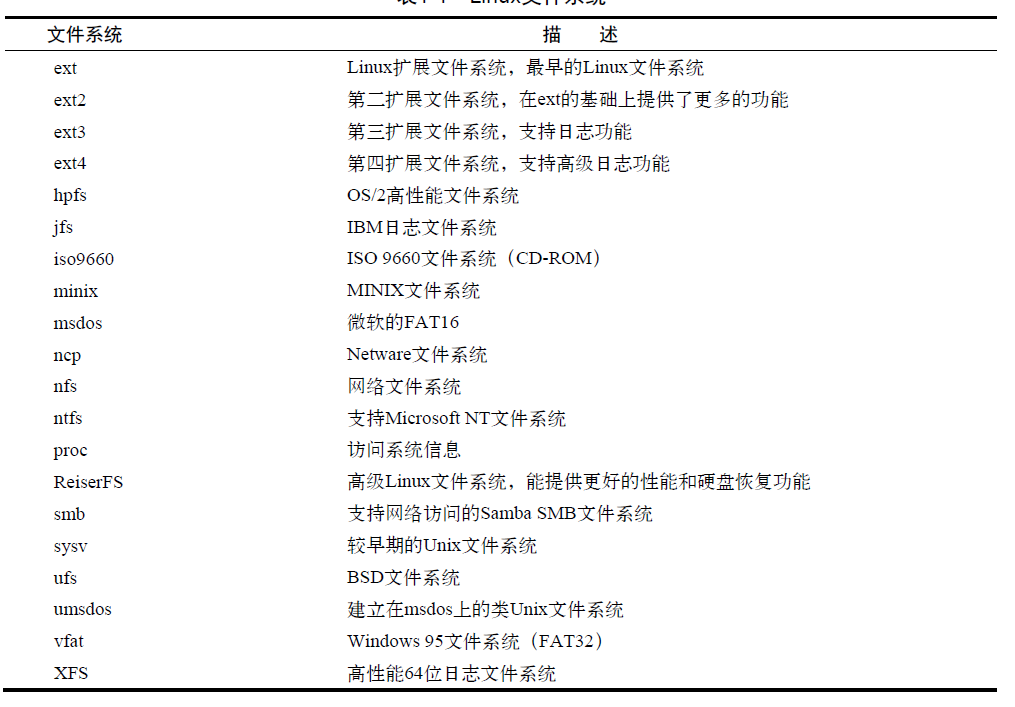 Linux文件系统
文件系统 描 述
ext Linux扩展文件系统，最早的Linux文件系统
ext2 第二扩展文件系统，在ext的基础上提供了更多的功能
ext3 第三扩展文件系统，支持日志功能
ext4 第四扩展文件系统，支持高级日志功能
hpfs OS/2高性能文件系统
jfs IBM日志文件系统
iso9660 ISO 9660文件系统（CD-ROM）
minix MINIX文件系统
msdos 微软的FAT16
ncp Netware文件系统
nfs 网络文件系统
ntfs 支持Microsoft NT文件系统
proc 访问系统信息
ReiserFS 高级Linux文件系统，能提供更好的性能和硬盘恢复功能
smb 支持网络访问的Samba SMB文件系统
sysv 较早期的Unix文件系统
ufs BSD文件系统
umsdos 建立在msdos上的类Unix文件系统
vfat Windows 95文件系统（FAT32）
XFS 高性能64位日志文件系统